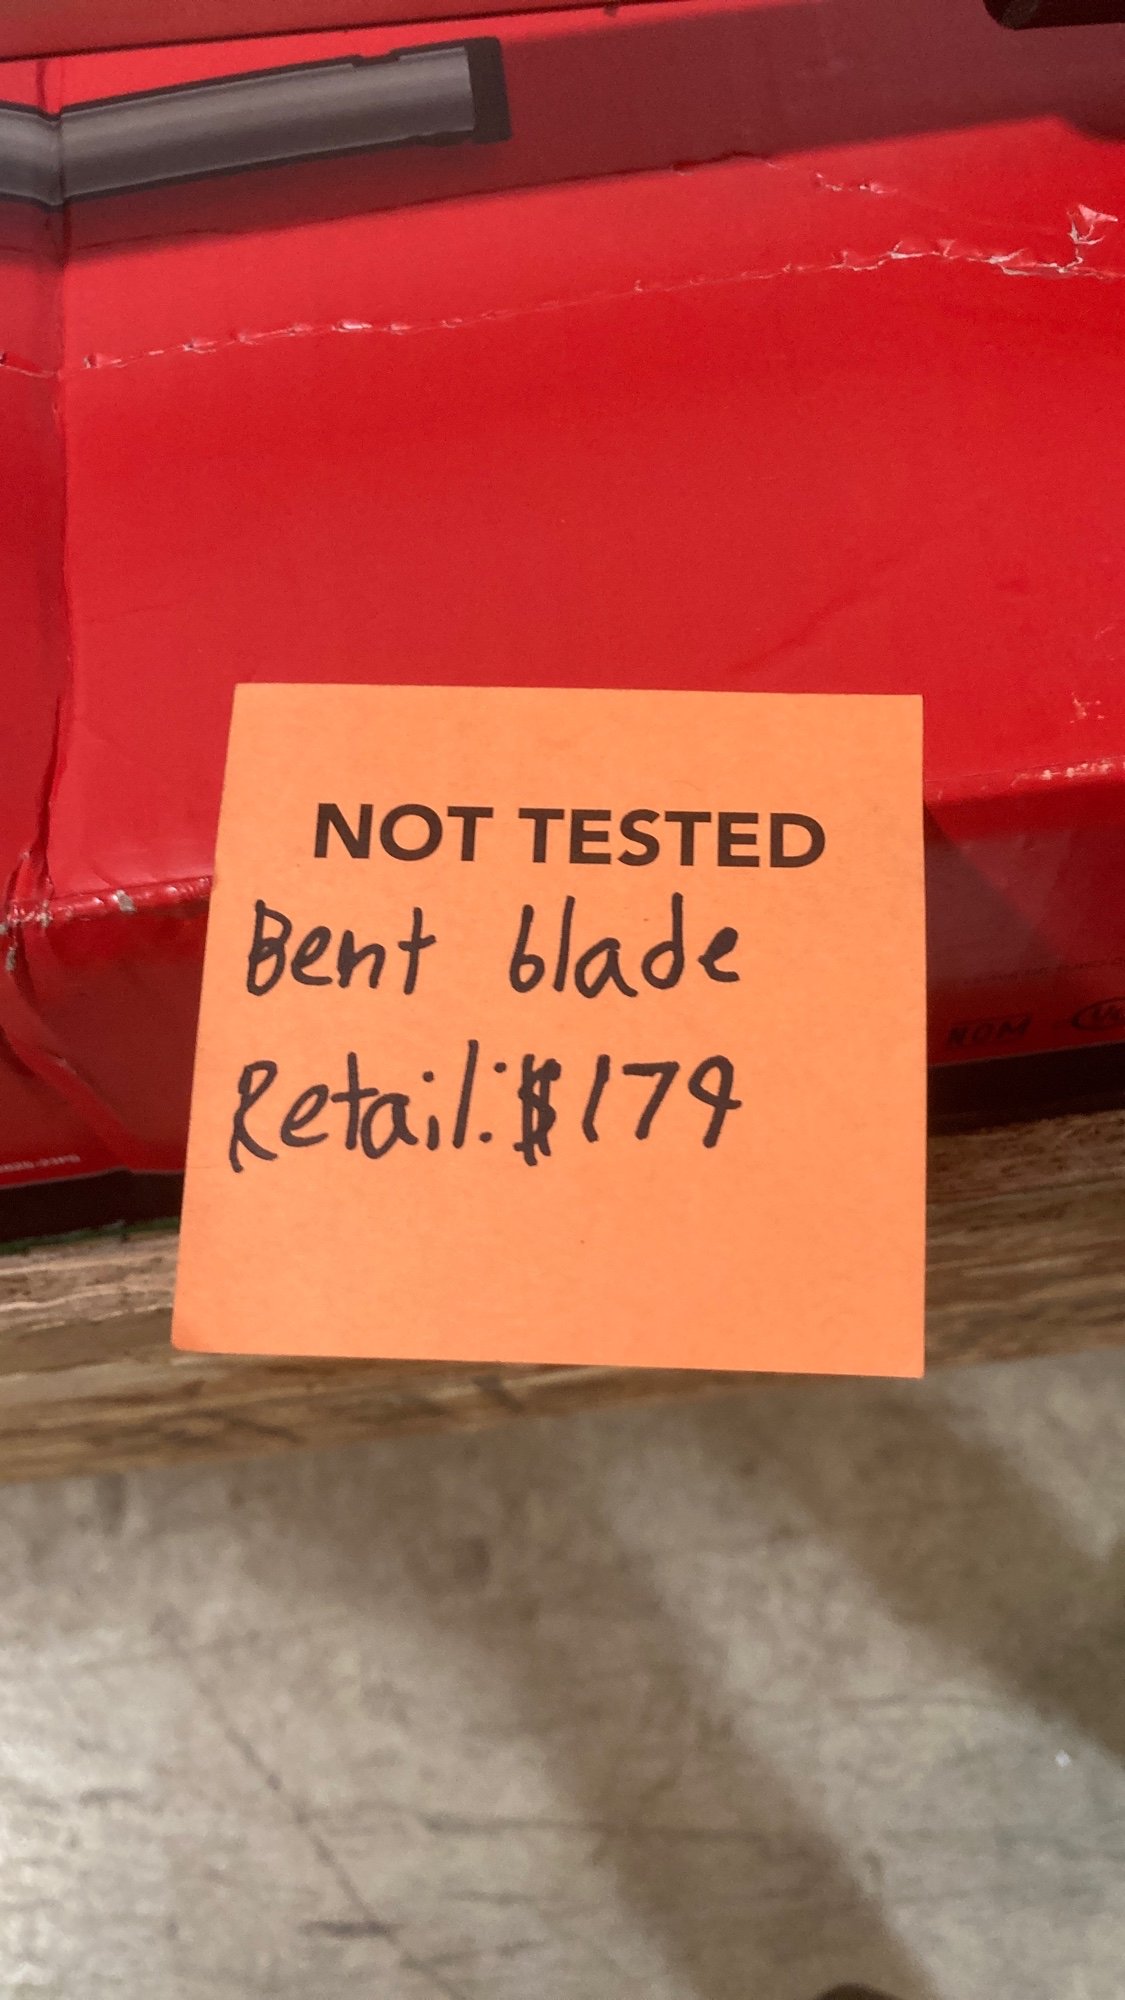 NOT TESTED
Bent blade
Retail: $179